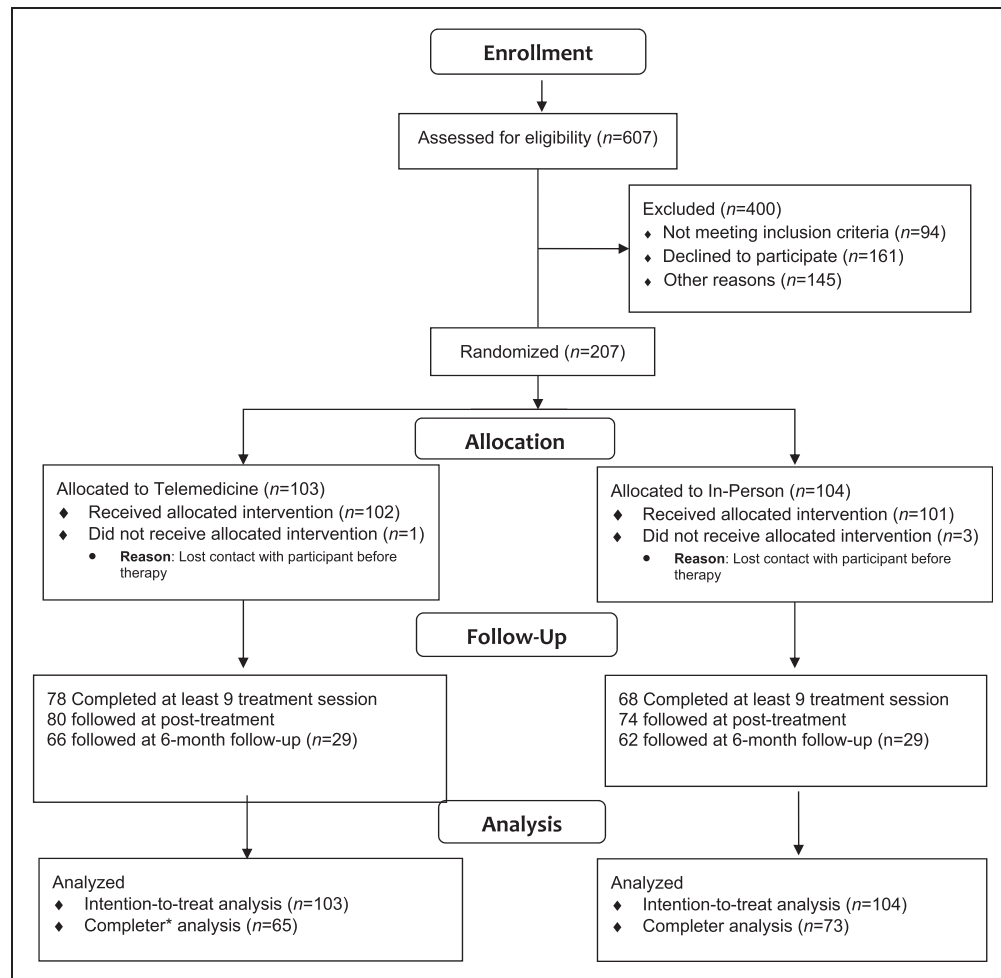 Enrollment
Assessed for eligibility (n=607)
Excluded (n=400)
♦ Not meeting inclusion criteria (n=94)
♦ Declined to participate (n=161)
♦ Other reasons (n=145)
Randomized (n=207)
Allocation
Allocated to Telemedicine (n=103)
♦ Received allocated intervention (n=102)
♦ Did not receive allocated intervention (n=1)
• Reason: Lost contact with participant before
therapy
Allocated to In-Person (n=104)
♦ Received allocated intervention (n=101)
♦ Did not receive allocated intervention (n=3)
• Reason: Lost contact with participant before
therapy
Follow-Up
78 Completed at least 9 treatment session
80 followed at post-treatment
66 followed at 6-month follow-up (n=29)
68 Completed at least 9 treatment session
74 followed at post-treatment
62 followed at 6-month follow-up (n=29)
Analysis
Analyzed
♦ Intention-to-treat analysis (n=103)
♦ Completer* analysis (n=65)
Analyzed
♦ Intention-to-treat analysis (n=104)
♦ Completer analysis (n=73)